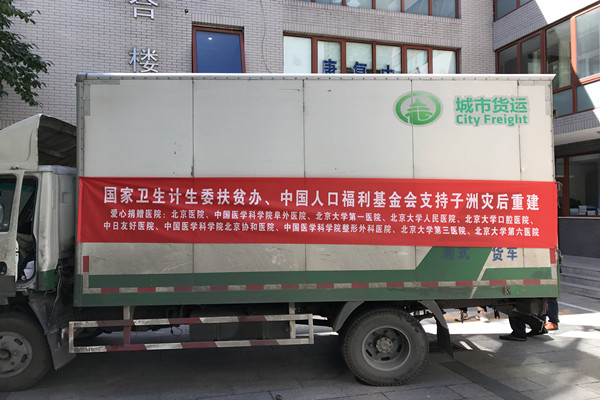 答
楼
康复中
城市货运
City Freight
国家卫生计生委扶贫办、中国人口福利基金会支持子洲灾后重建
爱心捐赠医院：北京医院、中国医学科学院阜外医院、北京大学第一医院、北京大学人民医院、北京大学口腔医院、
中日友好医院、中国医学科学院北京协和医院、中国医学科学院整形外科医院、北京大学第三医院、北京大学第六医院
货车